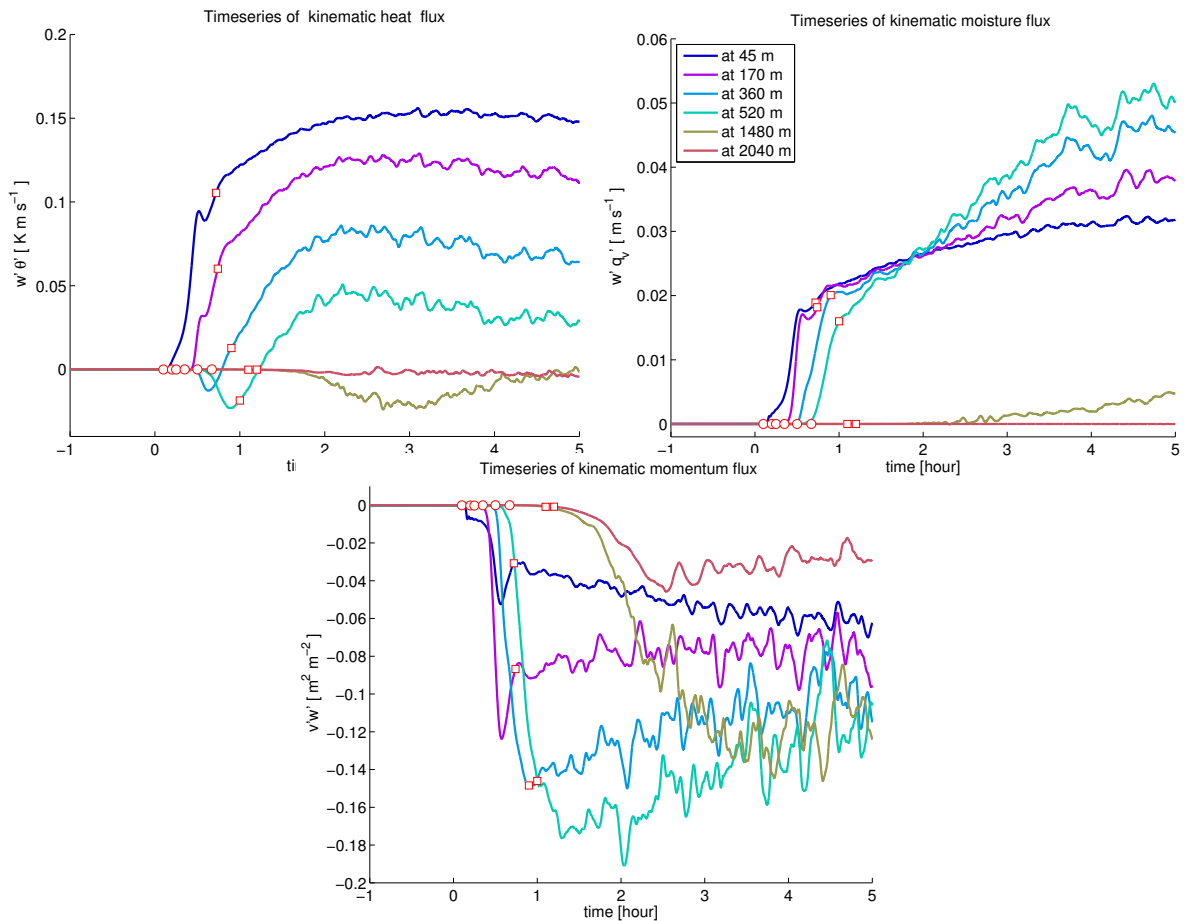 Timeseries of kinematic heat flux
0.2
0.15
0.1
0.05
0
w' θ' [ K m s⁻¹ ]
−1 0 1 2 3 4 5
ti
Timeseries of kinematic moisture flux
0.06
0.05
0.04
0.03
0.02
0.01
0
w' qᵥ' [ m s⁻¹ ]
at 45 m
at 170 m
at 360 m
at 520 m
at 1480 m
at 2040 m
−1 0 1 2 3 4 5
time [hour]
Timeseries of kinematic momentum flux
0
−0.02
−0.04
−0.06
−0.08
−0.1
−0.12
−0.14
−0.16
−0.18
−0.2
v'w' [ m² m⁻² ]
−1 0 1 2 3 4 5
time [hour]